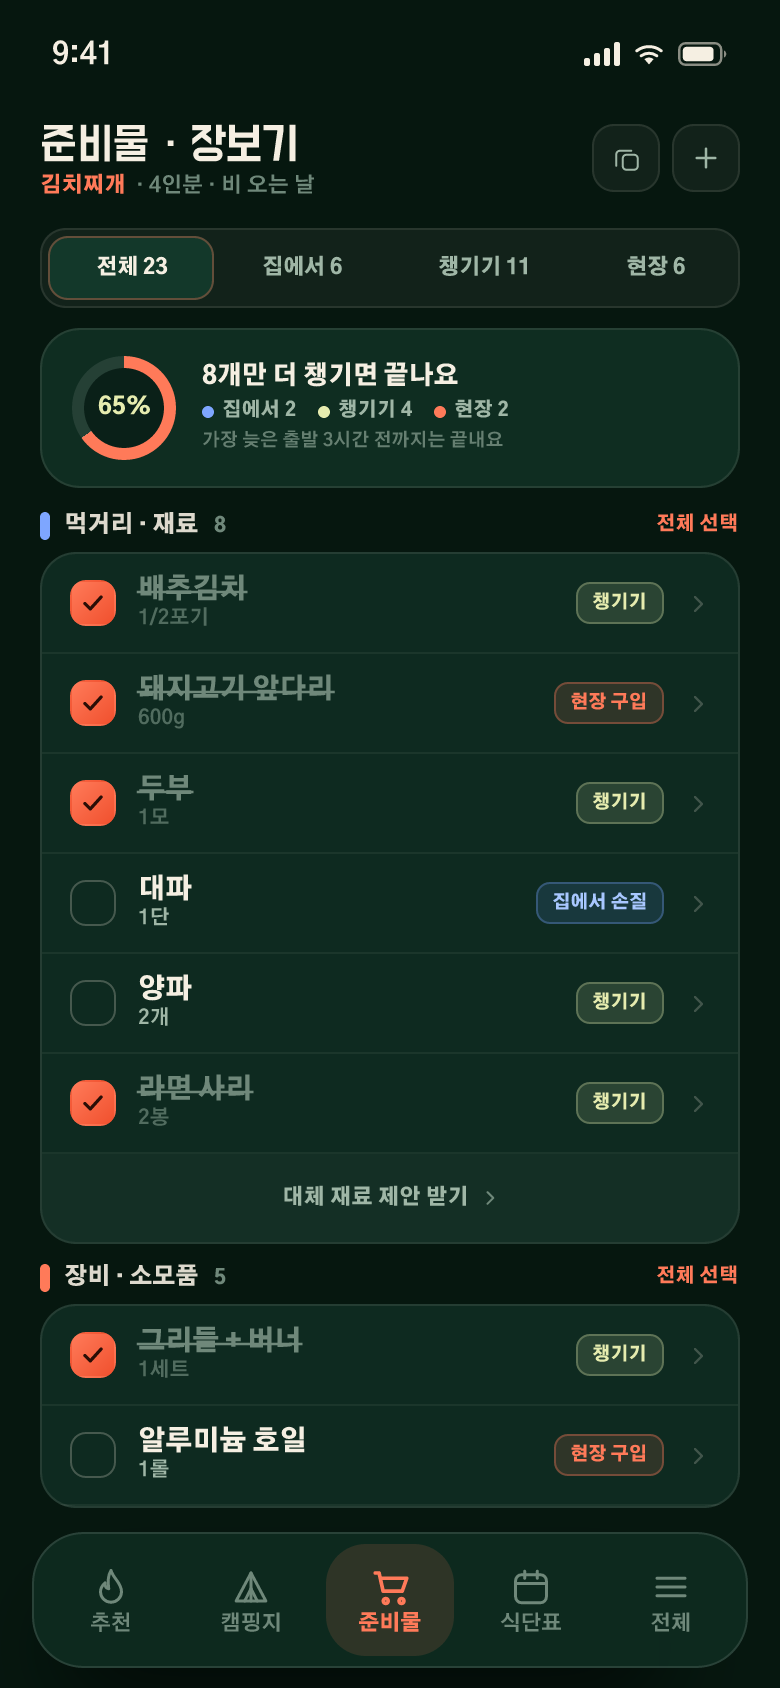 9:41
준비물 · 장보기
김치찌개 · 4인분 · 비 오는 날
전체 23 집에서 6 챙기기 11 현장 6
65%
8개만 더 챙기면 끝나요
집에서 2 챙기기 4 현장 2
가장 늦은 출발 3시간 전까지는 끝내요
먹거리 · 재료 8 전체 선택
배추김치
1/2포기
챙기기
돼지고기 앞다리
600g
현장 구입
두부
1모
챙기기
대파
1단
집에서 손질
양파
2개
챙기기
라면 사리
2봉
챙기기
대체 재료 제안 받기
장비 · 소모품 5 전체 선택
그리들 + 버너
1세트
챙기기
알루미늄 호일
1롤
현장 구입
추천 캠핑지 준비물 식단표 전체